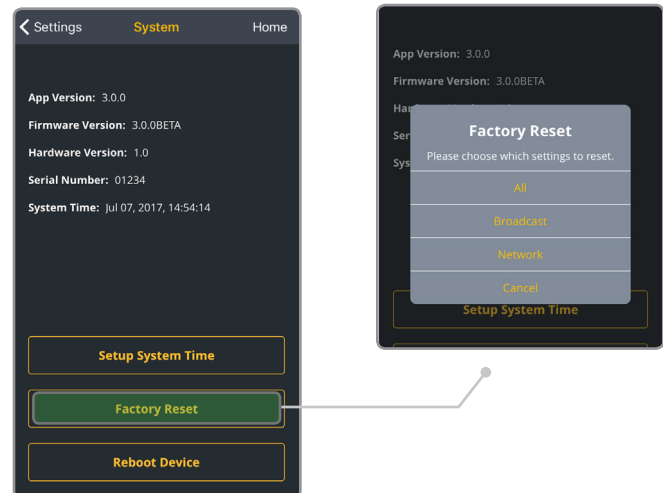 Settings System Home
App Version: 3.0.0
Firmware Version: 3.0.0BETA
Hardware Version: 1.0
Serial Number: 01234
System Time: Jul 07, 2017, 14:54:14
Setup System Time
Factory Reset
Reboot Device
App Version: 3.0.0
Firmware Version: 3.0.0BETA
Har
Ser
Sys
Factory Reset
Please choose which settings to reset.
All
Broadcast
Network
Cancel
Setup System Time